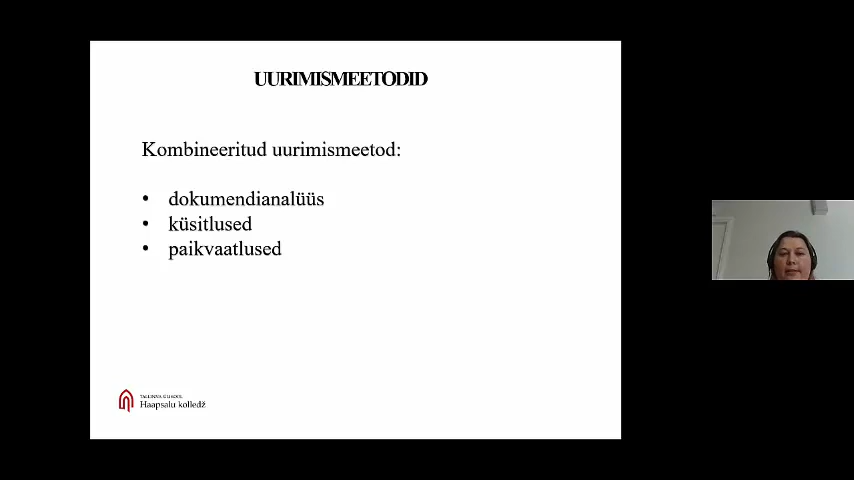 UURIMISMEETODID
Kombineeritud uurimismeetod:
• dokumendianalüüs
• küsitlused
• paikvaatlused
TALLINNA ÜLIKOOL
Haapsalu kolledž